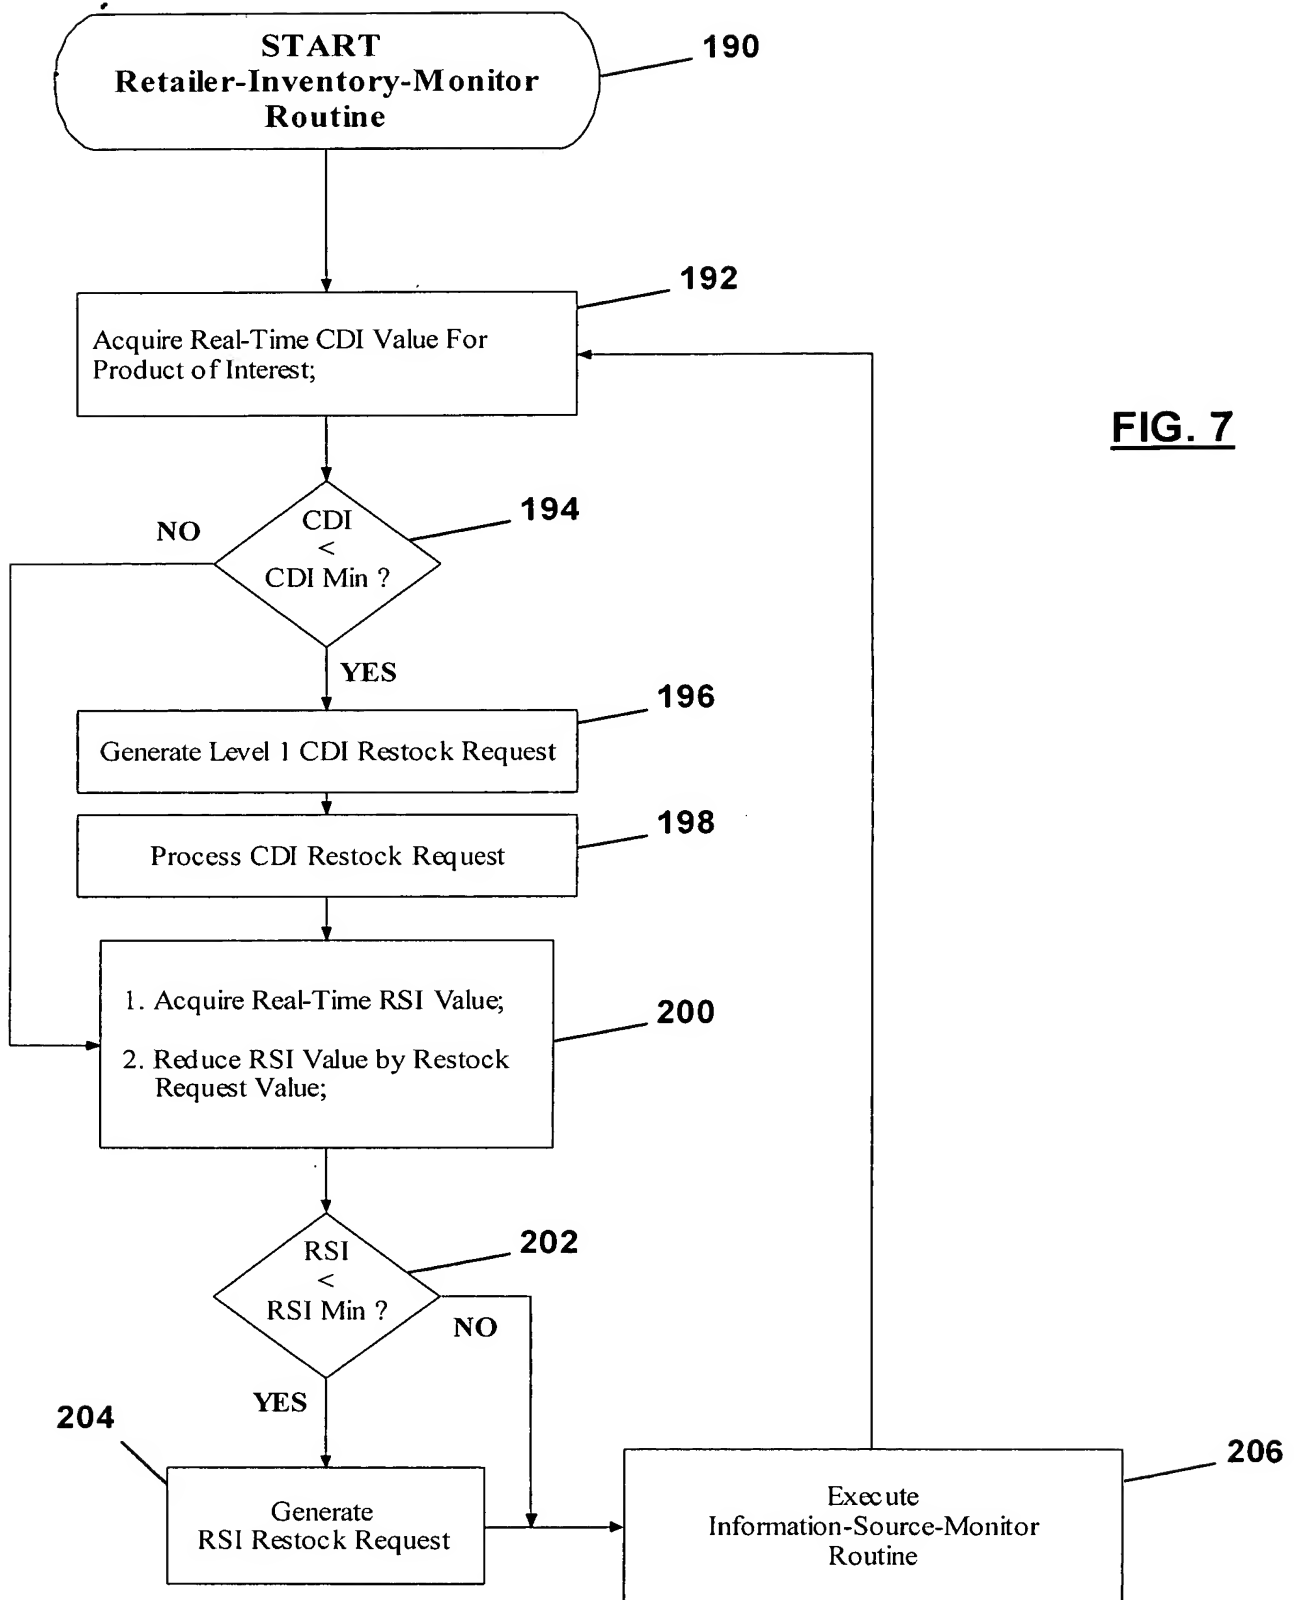 START
Retailer-Inventory-Monitor
Routine
190
192
Acquire Real-Time CDI Value For
Product of Interest;
FIG. 7
194
NO
CDI
<
CDI Min ?
YES
196
Generate Level 1 CDI Restock Request
198
Process CDI Restock Request
1. Acquire Real-Time RSI Value;
200
2. Reduce RSI Value by Restock
Request Value;
202
RSI
<
RSI Min ?
NO
YES
204
206
Generate
RSI Restock Request
Execute
Information-Source-Monitor
Routine